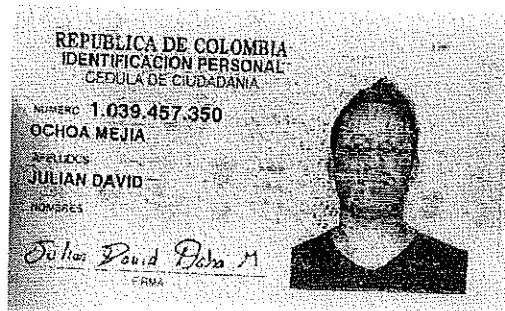 REPUBLICA DE COLOMBIA
IDENTIFICACION PERSONAL
CEDULA DE CIUDADANIA
NUMERO 1.039.457.350
OCHOA MEJIA
APELLIDOS
JULIAN DAVID
NOMBRES
Julian David Ochoa M
FIRMA